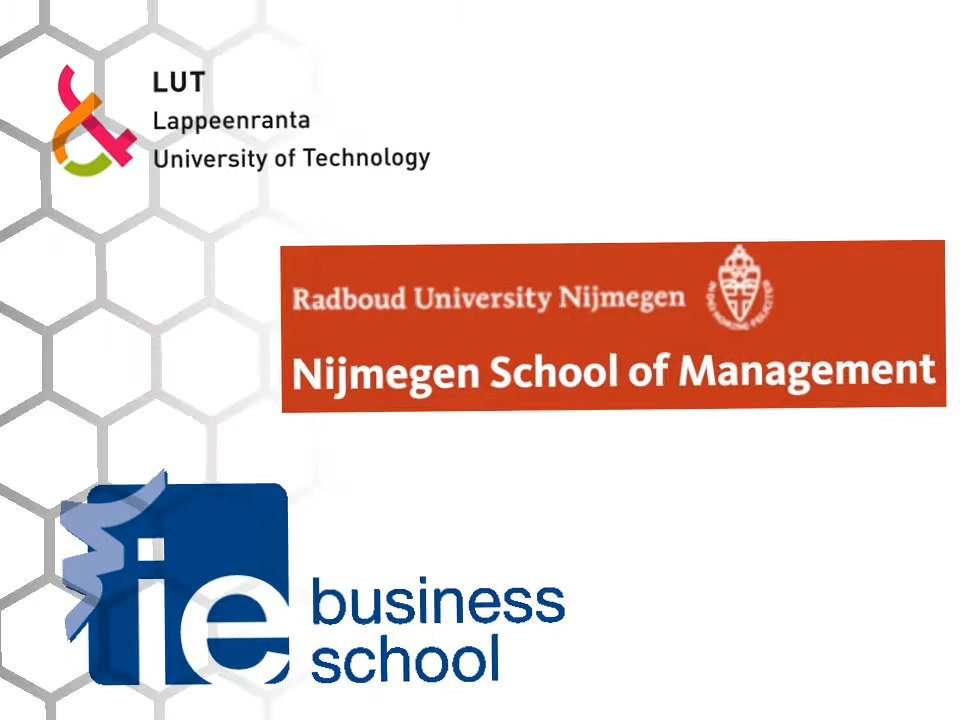 LUT
Lappeenranta
University of Technology
Radboud University Nijmegen
Nijmegen School of Management
ie
business
school